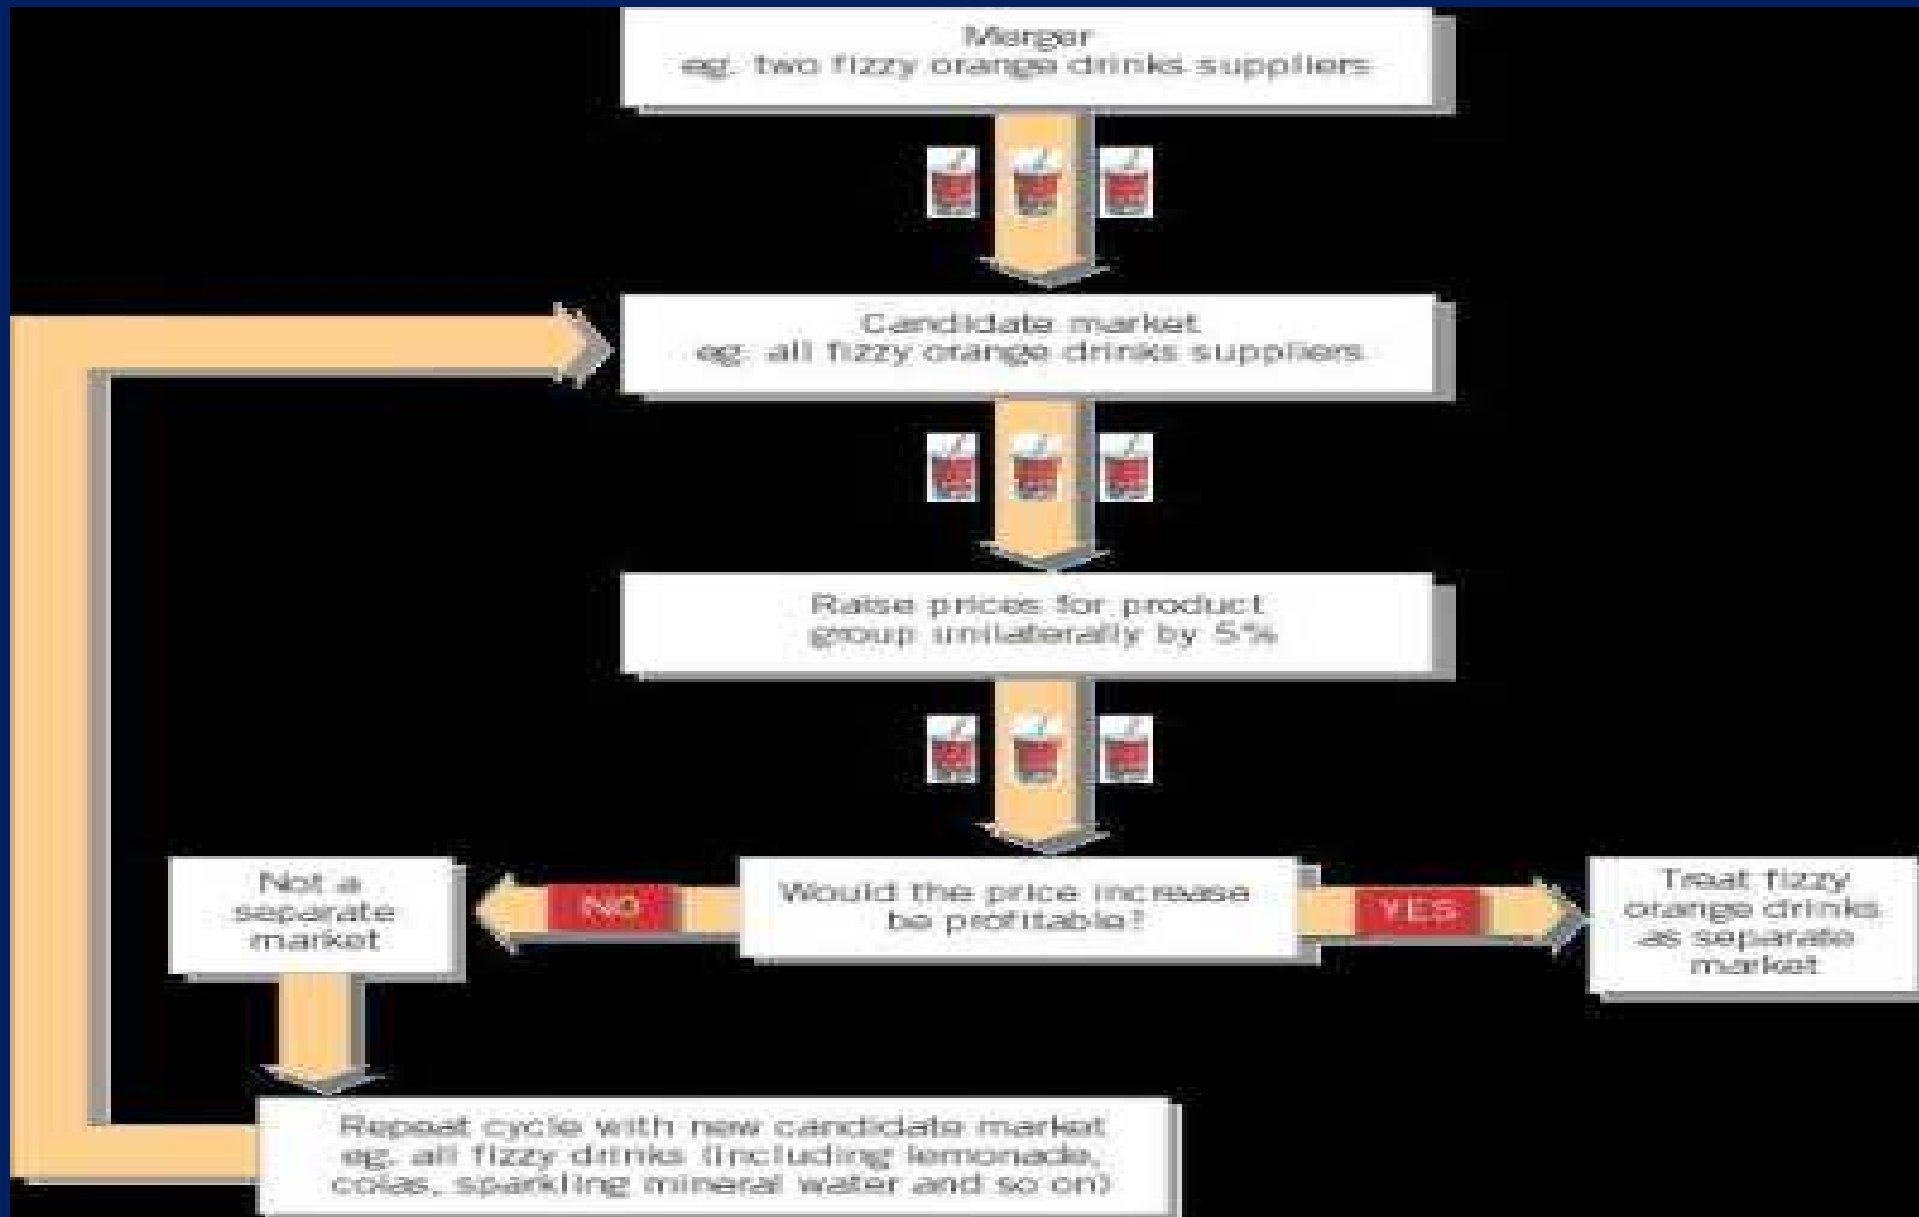 Merger
eg. two fizzy orange drinks suppliers
Candidate market
eg. all fizzy orange drinks suppliers
Raise prices for product
group unilaterally by 5%
Not a
separate
market
NO
Would the price increase
be profitable?
YES
Treat fizzy
orange drinks
as separate
market
Repeat cycle with new candidate market
eg. all fizzy drinks (including lemonade,
colas, sparkling mineral water and so on)